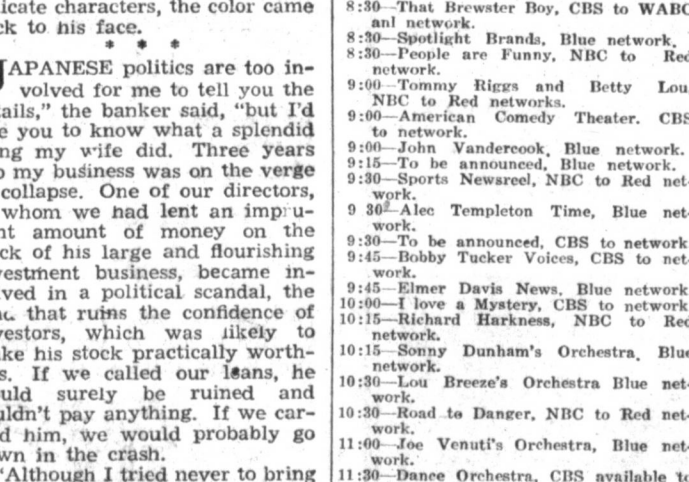 icate characters, the color came
ck to his face.
* * *
JAPANESE politics are too in-
volved for me to tell you the
tails," the banker said, "but I'd
e you to know what a splendid
ng my wife did. Three years
o my business was on the verge
collapse. One of our directors,
whom we had lent an impru-
nt amount of money on the
ck of his large and flourishing
vestment business, became in-
ved in a political scandal, the
that ruins the confidence of
vestors, which was likely to
ke his stock practically worth-
s. If we called our loans, he
uld surely be ruined and
uldn't pay anything. If we car-
d him, we would probably go
wn in the crash.
"Although I tried never to bring
8:30—That Brewster Boy, CBS to WABC
anl network.
8:30—Spotlight Brands, Blue network.
8:30—People are Funny, NBC to Red
network.
9:00—Tommy Riggs and Betty Lou
NBC to Red networks.
9:00—American Comedy Theater. CBS
to network.
9:00—John Vandercook, Blue network.
9:15—To be announced, Blue network.
9:30—Sports Newsreel, NBC to Red net-
work.
9 30—Alec Templeton Time, Blue net-
work.
9:30—To be announced, CBS to network
9:45—Bobby Tucker Voices, CBS to net-
work.
9:45—Elmer Davis News, Blue network
10:00—I love a Mystery, CBS to network
10:15—Richard Harkness, NBC to Red
network.
10:15—Sonny Dunham's Orchestra, Blue
network.
10:30—Lou Breeze's Orchestra Blue net-
work.
10:30—Road to Danger, NBC to Red net-
work.
11:00—Joe Venuti's Orchestra, Blue net-
work.
11:30—Dance Orchestra, CBS available to